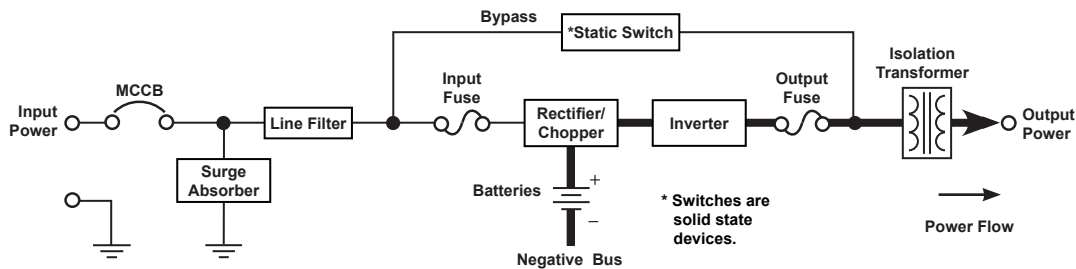 Bypass
*Static Switch
Isolation
Transformer
MCCB
Input
Fuse
Output
Fuse
Input
Power
Line Filter
Rectifier/
Chopper
Inverter
Output
Power
Surge
Absorber
Batteries
+
–
* Switches are
solid state
devices.
Power Flow
Negative Bus